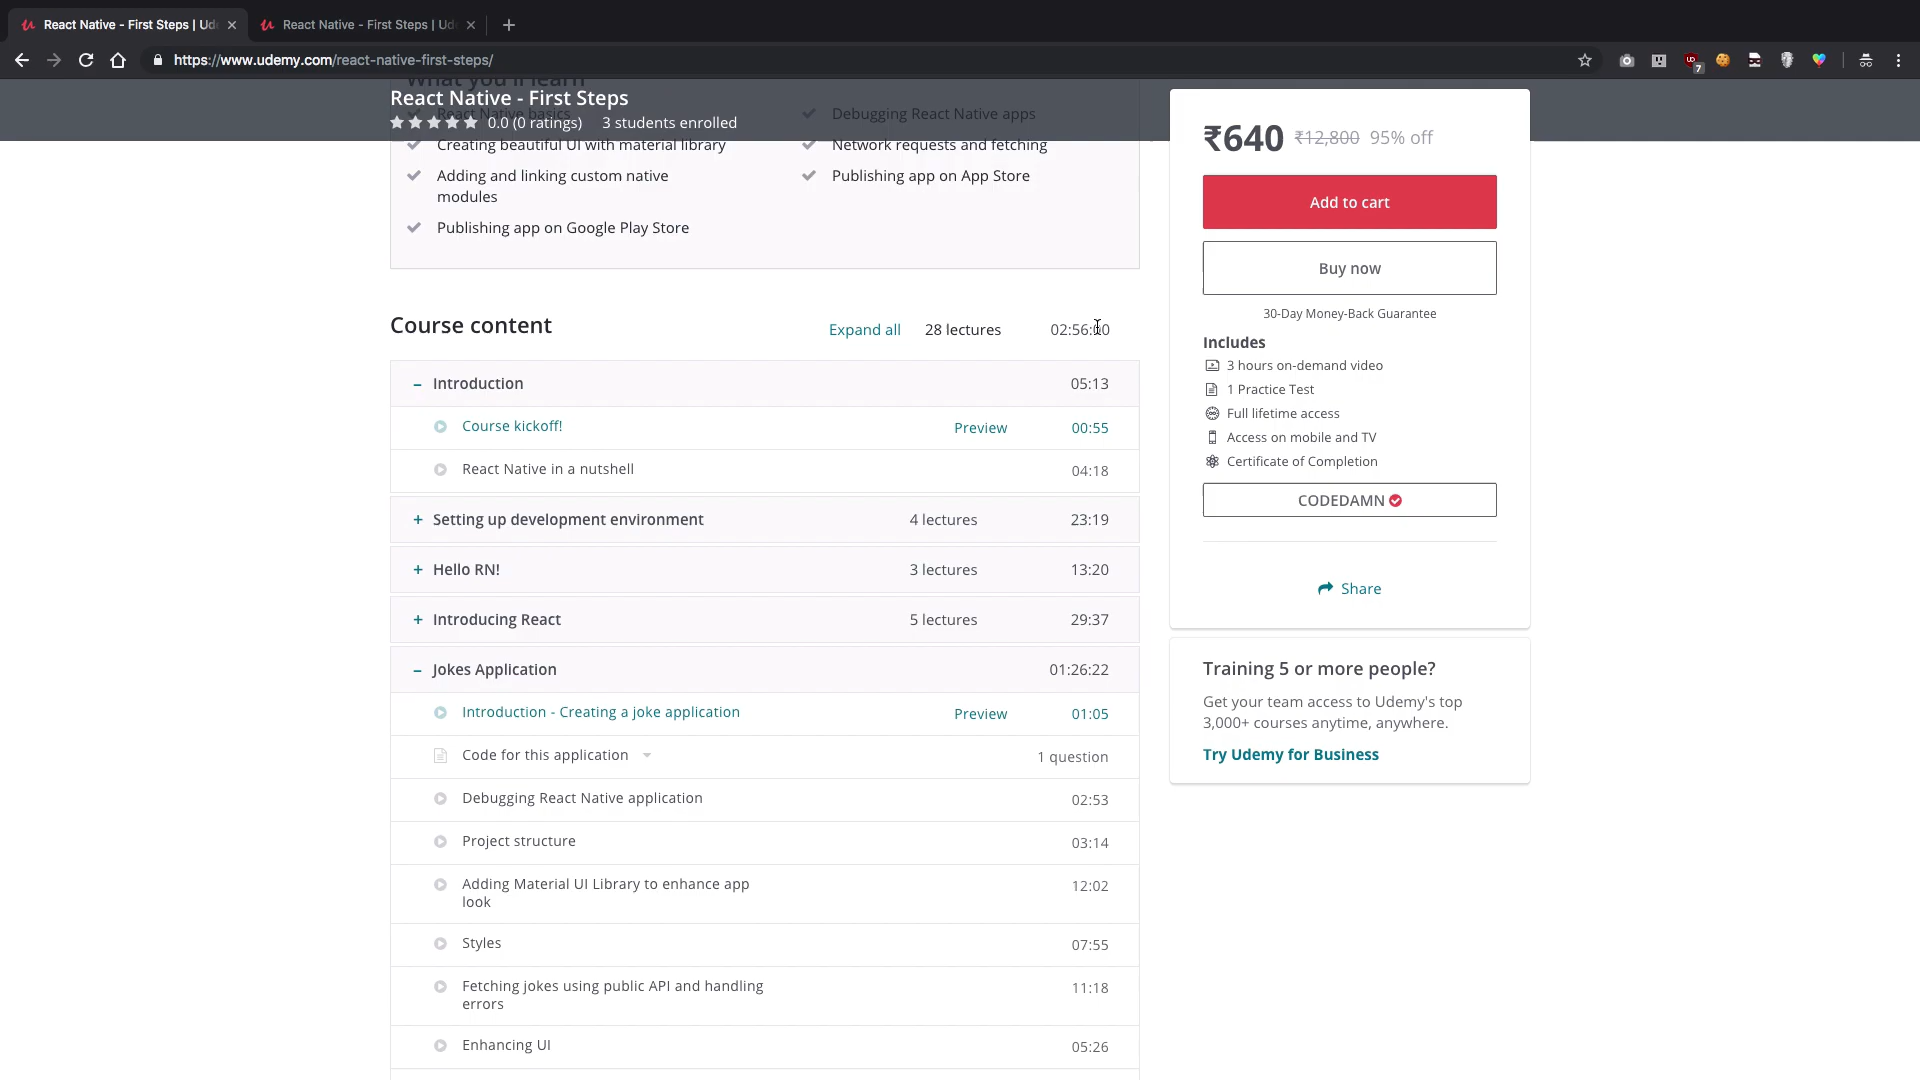 React Native - First Steps | Ud
React Native - First Steps | Ud
https://www.udemy.com/react-native-first-steps/
7
What you'll learn
React Native - First Steps
React Native basics
Debugging React Native apps
0.0 (0 ratings) 3 students enrolled
Creating beautiful UI with material library
Network requests and fetching
Adding and linking custom native
modules
Publishing app on App Store
Publishing app on Google Play Store
₹640 ₹12,800 95% off
Add to cart
Buy now
30-Day Money-Back Guarantee
Includes
3 hours on-demand video
1 Practice Test
Full lifetime access
Access on mobile and TV
Certificate of Completion
CODEDAMN
Share
Training 5 or more people?
Get your team access to Udemy's top
3,000+ courses anytime, anywhere.
Try Udemy for Business
Course content
Expand all 28 lectures
– Introduction 05:13
Course kickoff! Preview 00:55
React Native in a nutshell 04:18
+ Setting up development environment 4 lectures 23:19
+ Hello RN! 3 lectures 13:20
+ Introducing React 5 lectures 29:37
– Jokes Application 01:26:22
Introduction - Creating a joke application Preview 01:05
Code for this application 1 question
Debugging React Native application 02:53
Project structure 03:14
Adding Material UI Library to enhance app
look
12:02
Styles 07:55
Fetching jokes using public API and handling
errors
11:18
Enhancing UI 05:26